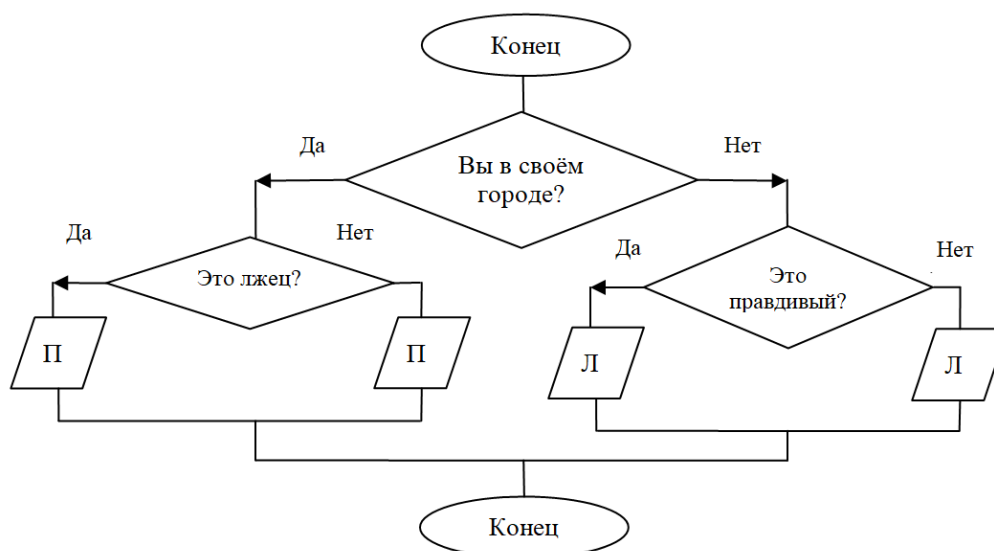 Конец
Да
Нет
Вы в своём
городе?
Да
Нет
Да
Нет
Это лжец?
Это
правдивый?
П
П
Л
Л
Конец